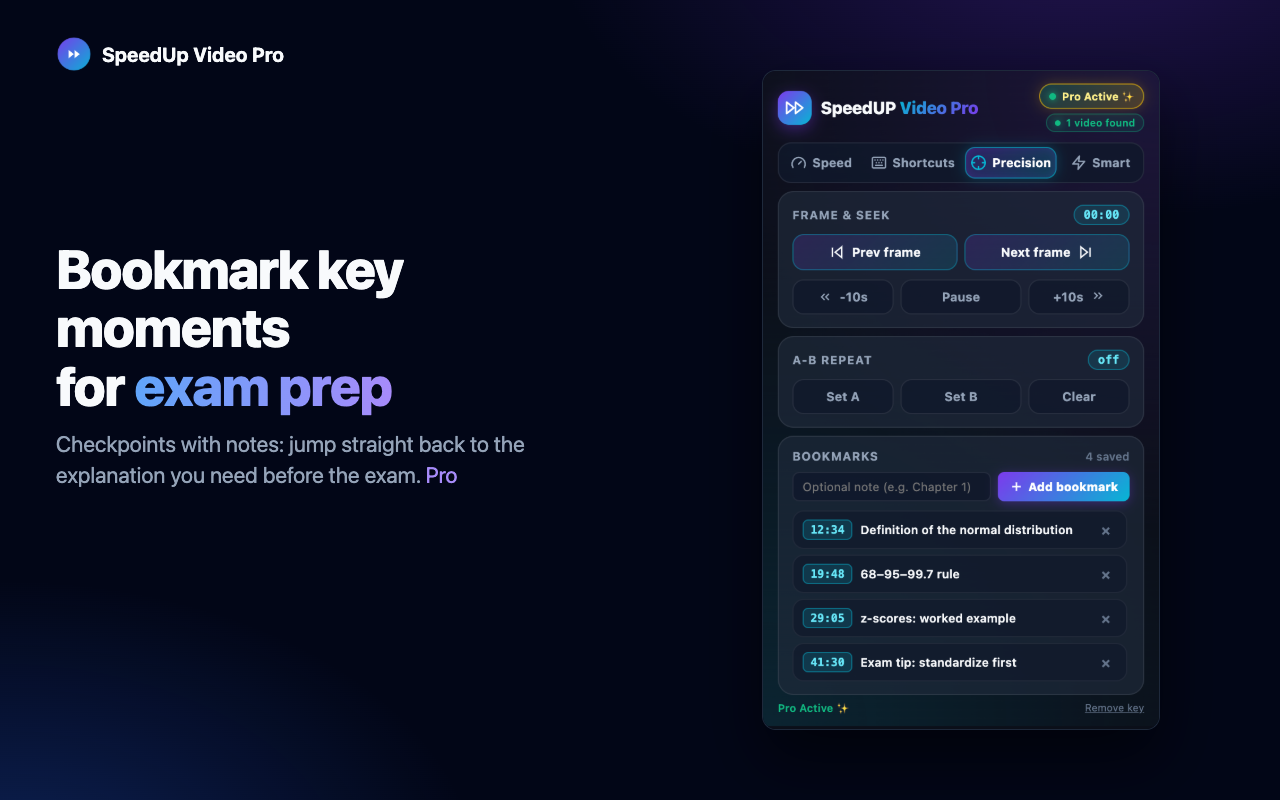 SpeedUp Video Pro
Bookmark key
moments
for exam prep
Checkpoints with notes: jump straight back to the
explanation you need before the exam. Pro
SpeedUP Video Pro
Pro Active ✨
1 video found
Speed
Shortcuts
Precision
Smart
FRAME & SEEK
00:00
Prev frame
Next frame
-10s
Pause
+10s
A-B REPEAT
off
Set A
Set B
Clear
BOOKMARKS
4 saved
Optional note (e.g. Chapter 1)
+ Add bookmark
12:34 Definition of the normal distribution ×
19:48 68–95–99.7 rule ×
29:05 z-scores: worked example ×
41:30 Exam tip: standardize first ×
Pro Active ✨
Remove key